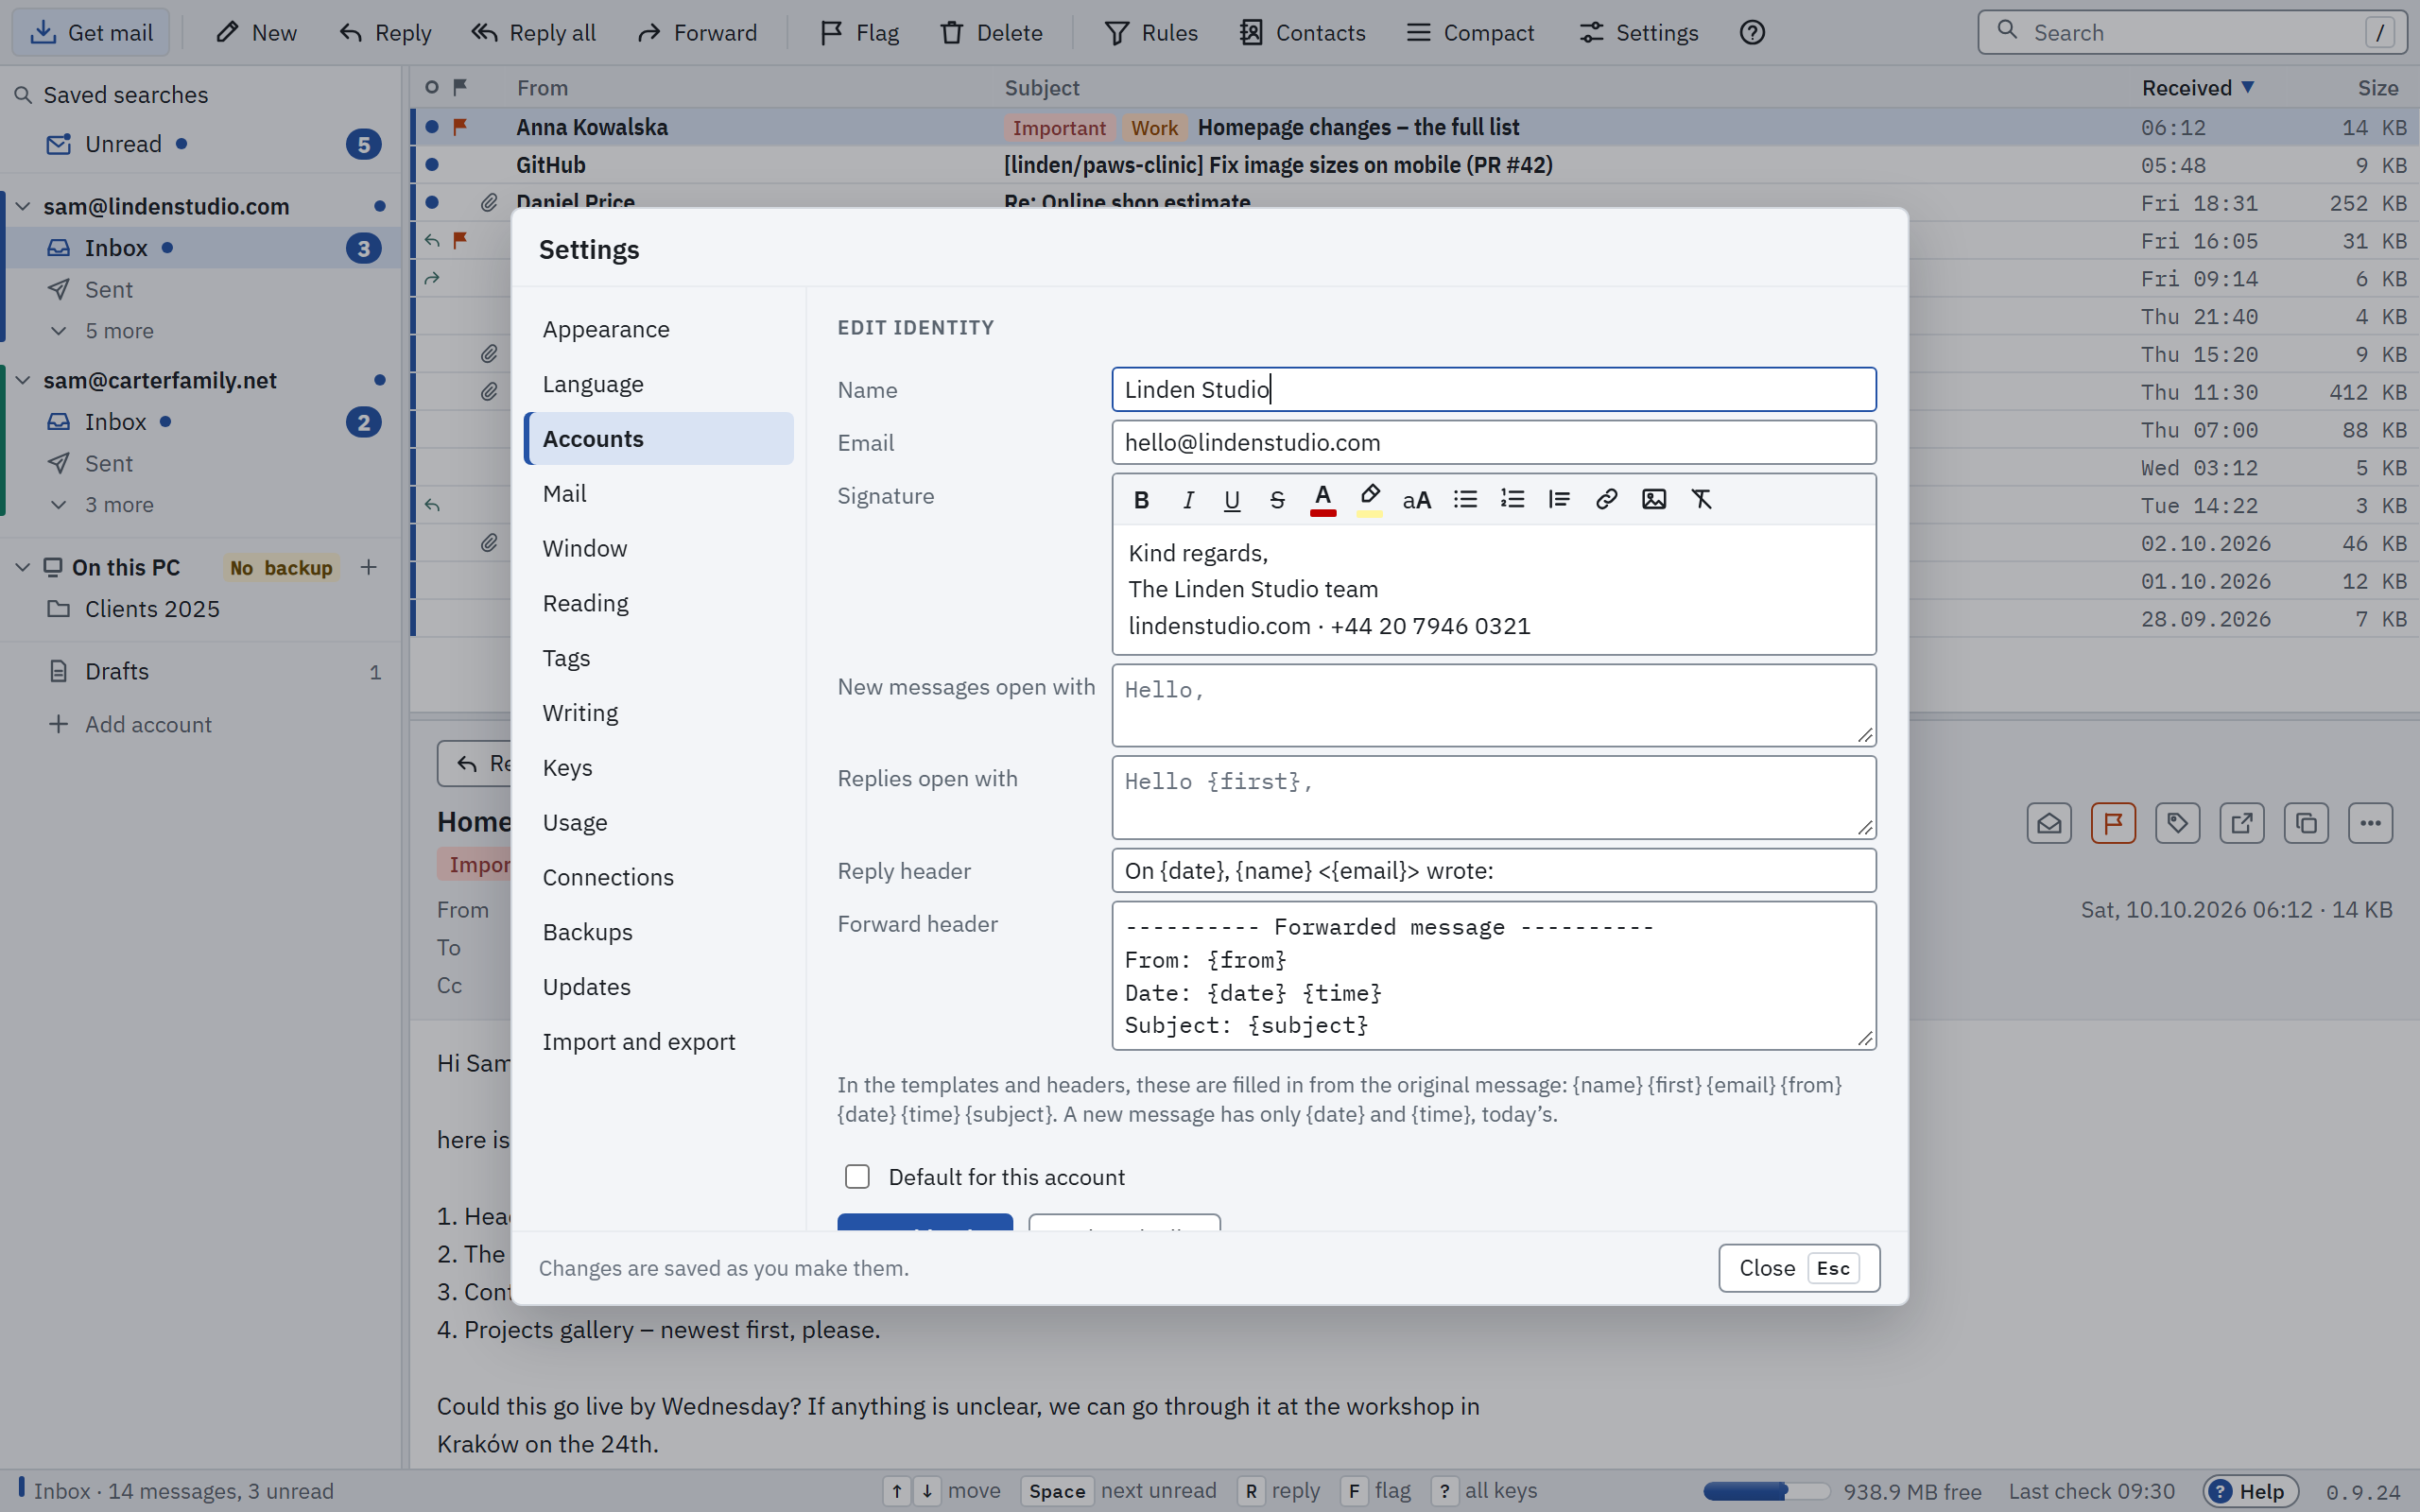 Get mail
New
Reply
Reply all
Forward
Flag
Delete
Rules
Contacts
Compact
Settings
Search /
Saved searches
Unread 5
sam@lindenstudio.com
Inbox 3
Sent
5 more
sam@carterfamily.net
Inbox 2
Sent
3 more
On this PC No backup
Clients 2025
Drafts 1
Add account
From Subject Received Size
Anna Kowalska Important Work Homepage changes – the full list 06:12 14 KB
GitHub [linden/paws-clinic] Fix image sizes on mobile (PR #42) 05:48 9 KB
Daniel Price Re: Online shop estimate Fri 18:31 252 KB
Fri 16:05 31 KB
Fri 09:14 6 KB
Thu 21:40 4 KB
Thu 15:20 9 KB
Thu 11:30 412 KB
Thu 07:00 88 KB
Wed 03:12 5 KB
Tue 14:22 3 KB
02.10.2026 46 KB
01.10.2026 12 KB
28.09.2026 7 KB
Settings
Appearance
Language
Accounts
Mail
Window
Reading
Tags
Writing
Keys
Usage
Connections
Backups
Updates
Import and export
EDIT IDENTITY
Name Linden Studio
Email hello@lindenstudio.com
Signature
B I U S A aA
Kind regards,
The Linden Studio team
lindenstudio.com · +44 20 7946 0321
New messages open with Hello,
Replies open with Hello {first},
Reply header On {date}, {name} <{email}> wrote:
Forward header
---------- Forwarded message ----------
From: {from}
Date: {date} {time}
Subject: {subject}
In the templates and headers, these are filled in from the original message: {name} {first} {email} {from}
{date} {time} {subject}. A new message has only {date} and {time}, today’s.
Default for this account
Changes are saved as you make them.
Close Esc
From
To
Cc
Sat, 10.10.2026 06:12 · 14 KB
Hi Sam
here is
1.
2. The
3.
4. Projects gallery – newest first, please.
Could this go live by Wednesday? If anything is unclear, we can go through it at the workshop in
Kraków on the 24th.
Inbox · 14 messages, 3 unread
↑ ↓ move Space next unread R reply F flag ? all keys
938.9 MB free
Last check 09:30
? Help
0.9.24